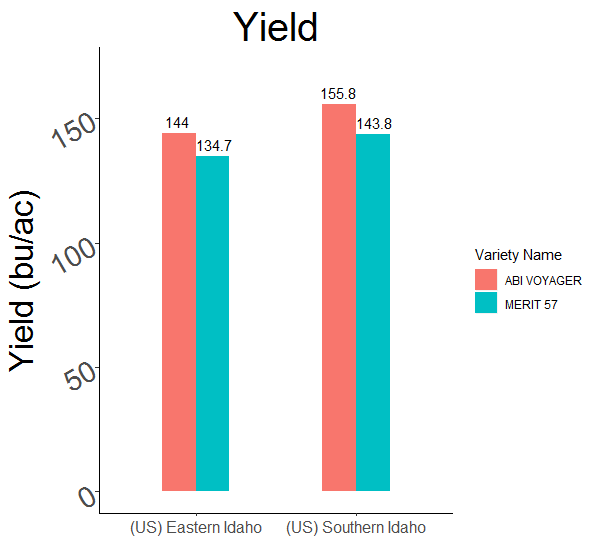 Yield
Yield (bu/ac)
150
100
50
0
144
134.7
155.8
143.8
(US) Eastern Idaho
(US) Southern Idaho
Variety Name
ABI VOYAGER
MERIT 57